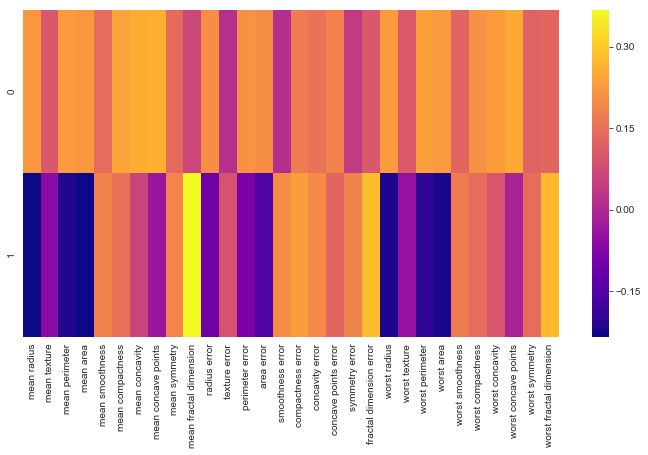 0
1
0.30
0.15
0.00
−0.15
mean radius
mean texture
mean perimeter
mean area
mean smoothness
mean compactness
mean concavity
mean concave points
mean symmetry
mean fractal dimension
radius error
texture error
perimeter error
area error
smoothness error
compactness error
concavity error
concave points error
symmetry error
fractal dimension error
worst radius
worst texture
worst perimeter
worst area
worst smoothness
worst compactness
worst concavity
worst concave points
worst symmetry
worst fractal dimension